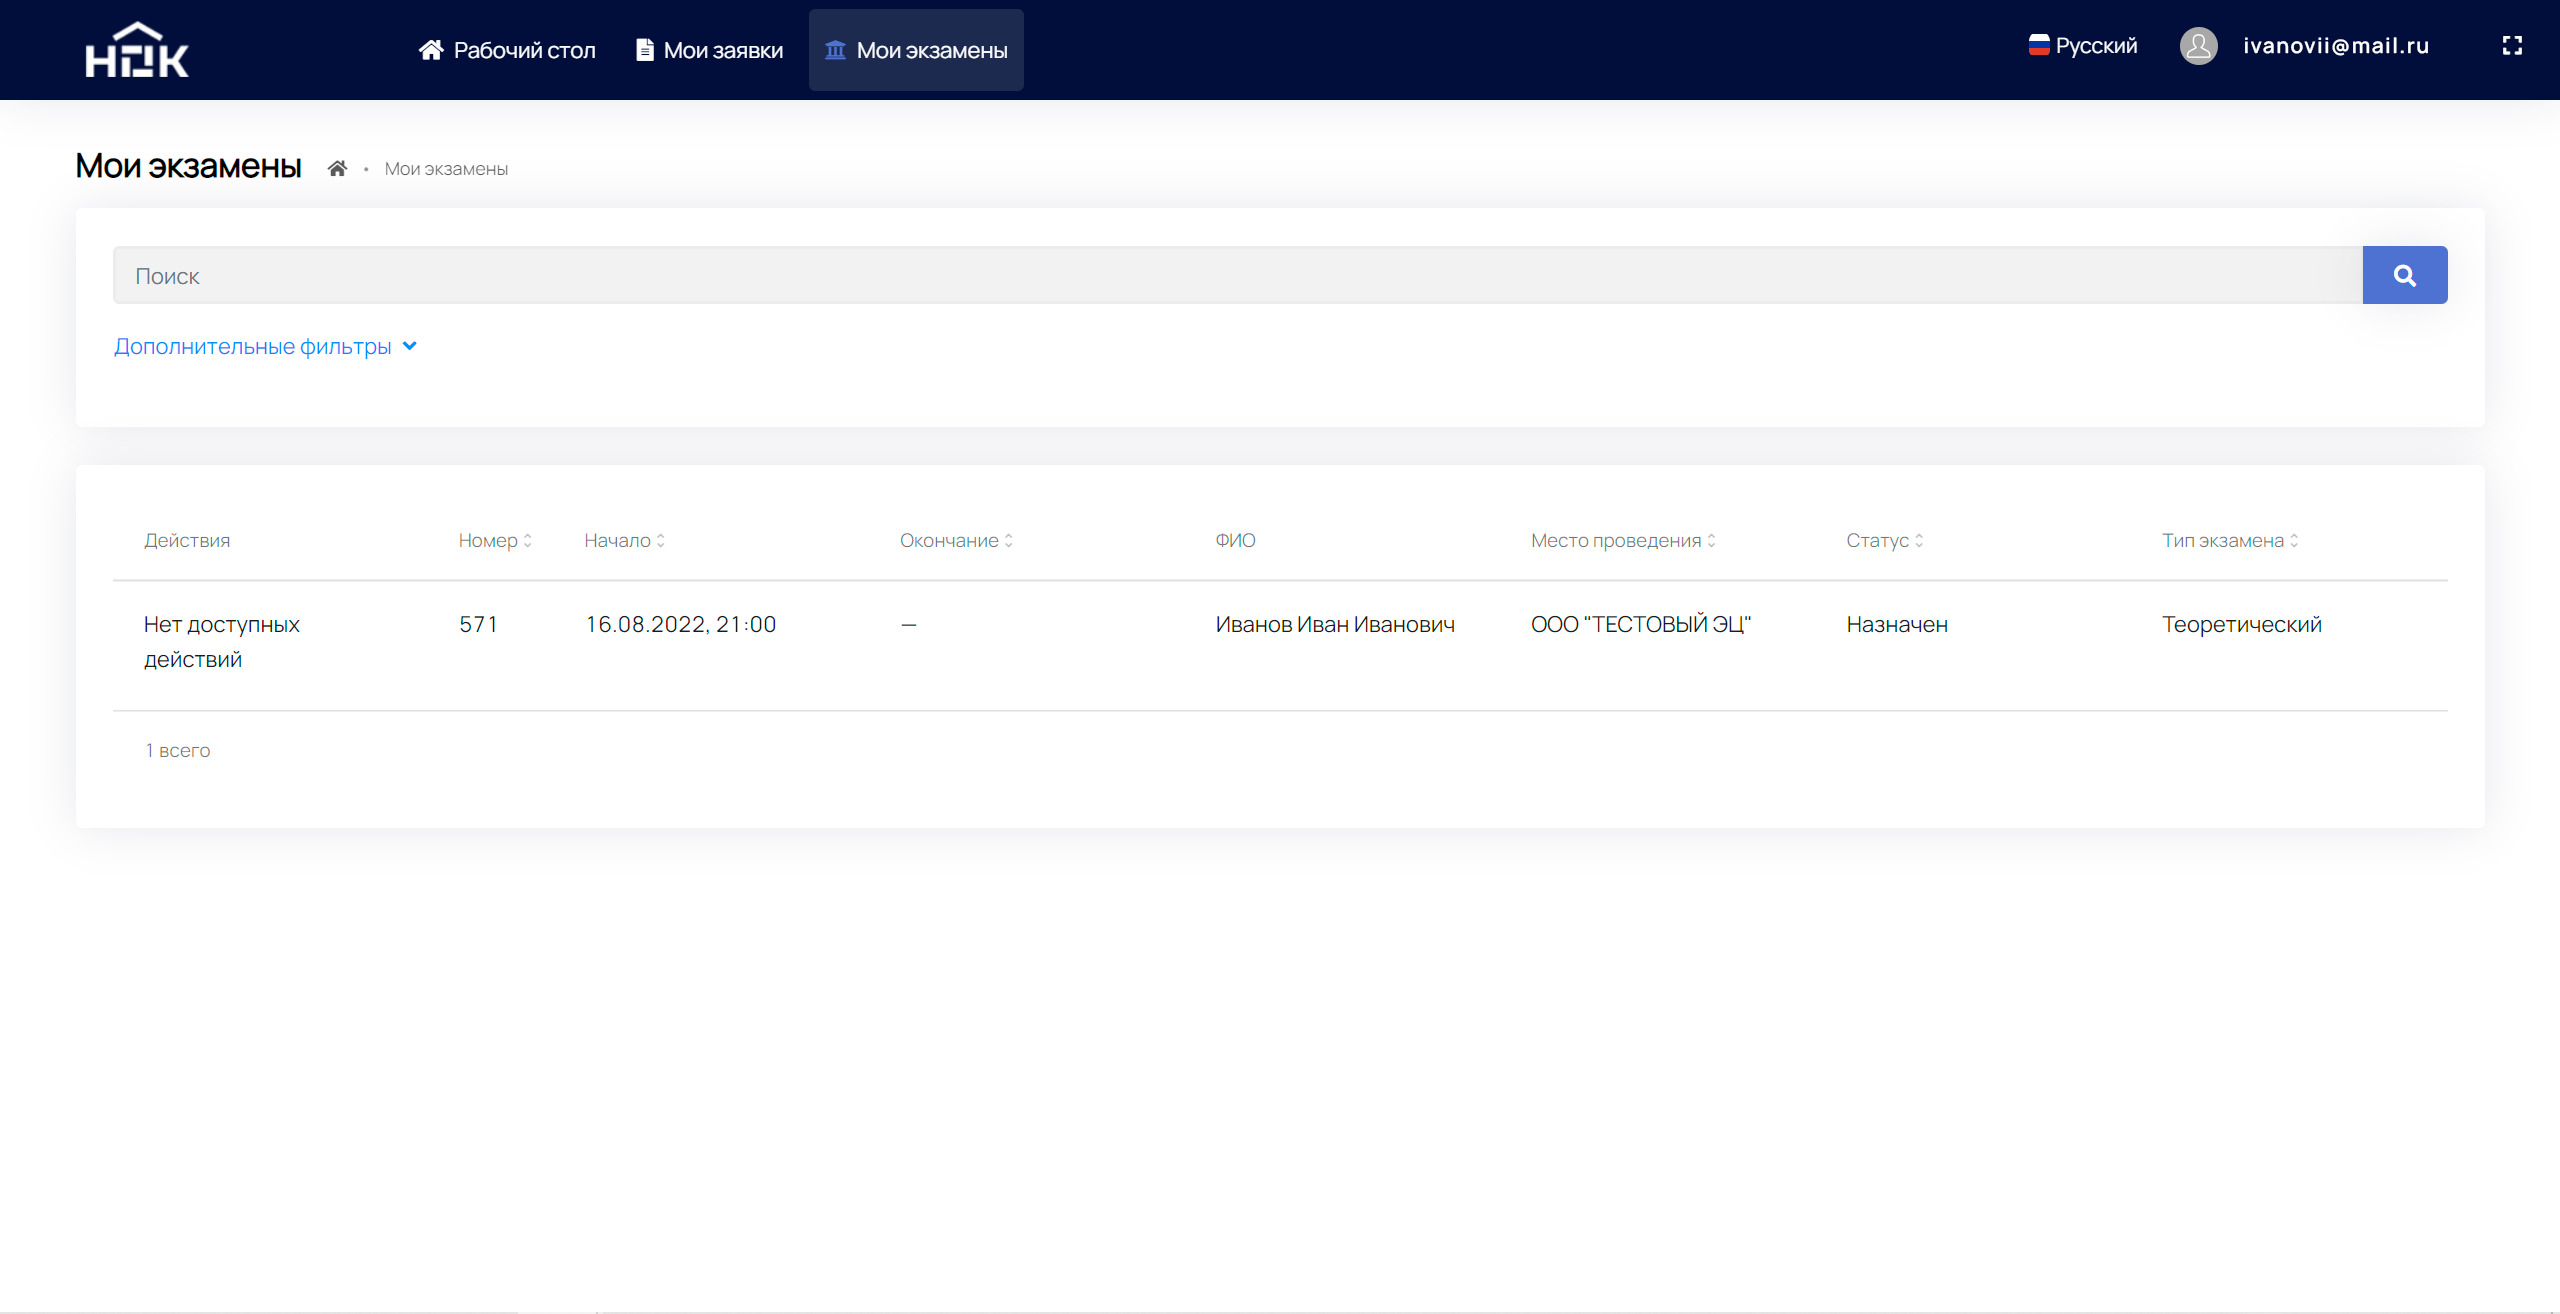 НОК
Рабочий стол
Мои заявки
Мои экзамены
Русский
ivanovii@mail.ru
Мои экзамены
• Мои экзамены
Поиск
Дополнительные фильтры
Действия Номер Начало Окончание ФИО Место проведения Статус Тип экзамена
Нет доступных действий 571 16.08.2022, 21:00 — Иванов Иван Иванович ООО "ТЕСТОВЫЙ ЭЦ" Назначен Теоретический
1 всего